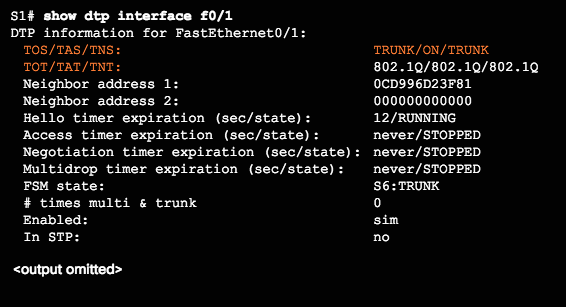 S1# show dtp interface f0/1
DTP information for FastEthernet0/1:
TOS/TAS/TNS: TRUNK/ON/TRUNK
TOT/TAT/TNT: 802.1Q/802.1Q/802.1Q
Neighbor address 1: 0CD996D23F81
Neighbor address 2: 000000000000
Hello timer expiration (sec/state): 12/RUNNING
Access timer expiration (sec/state): never/STOPPED
Negotiation timer expiration (sec/state): never/STOPPED
Multidrop timer expiration (sec/state): never/STOPPED
FSM state: S6:TRUNK
# times multi & trunk 0
Enabled: sim
In STP: no
<output omitted>